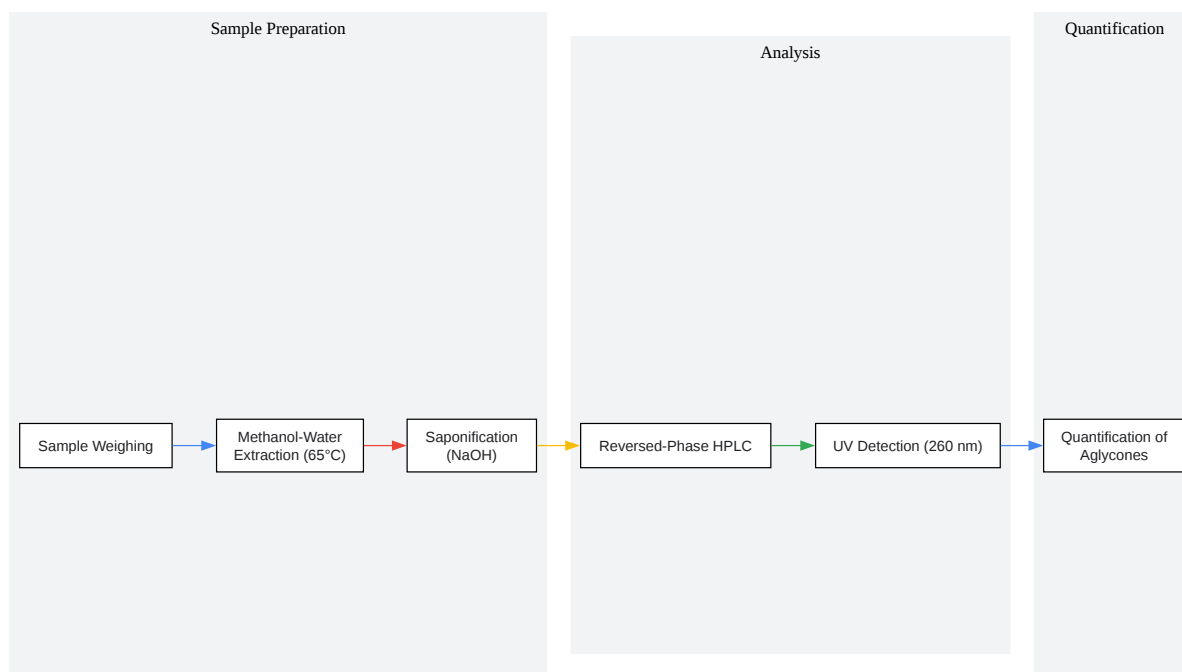 Sample Preparation
Analysis
Quantification
Sample Weighing
Methanol-Water
Extraction (65°C)
Saponification
(NaOH)
Reversed-Phase HPLC
UV Detection (260 nm)
Quantification of
Aglycones